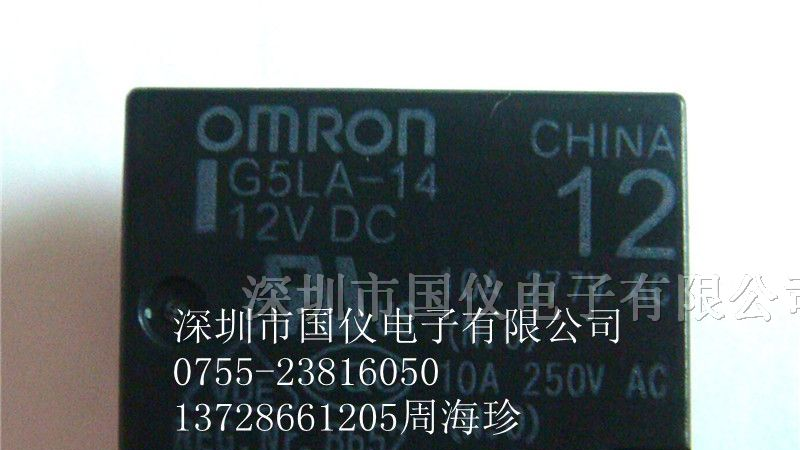 OMRON
CHINA
G5LA-14
12V DC
12
深圳市国仪电子有限公司
深圳市国仪电子有限公司
0755-23816050
10A 250V AC
13728661205周海珍